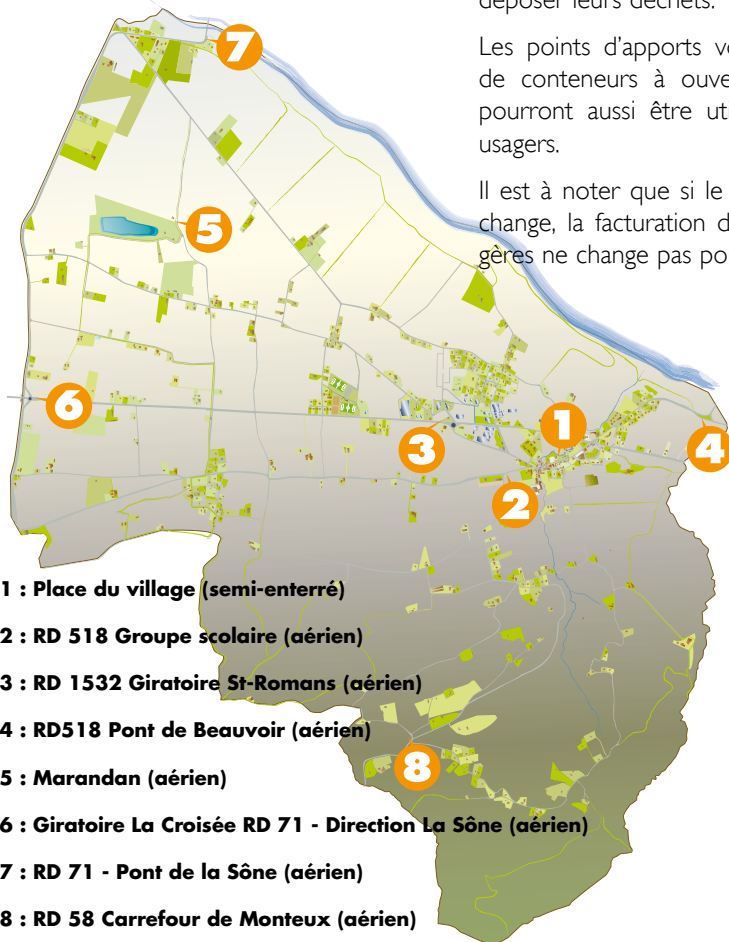 déposer leurs déchets.
Les points d’apports
de conteneurs à
pourront aussi être
usagers.
Il est à noter que si le
change, la facturation
gères ne change pas
7
5
6
3
1
4
2
8
1 : Place du village (semi-enterré)
2 : RD 518 Groupe scolaire (aérien)
3 : RD 1532 Giratoire St-Romans (aérien)
4 : RD518 Pont de Beauvoir (aérien)
5 : Marandan (aérien)
6 : Giratoire La Croisée RD 71 - Direction La Sône (aérien)
7 : RD 71 - Pont de la Sône (aérien)
8 : RD 58 Carrefour de Monteux (aérien)